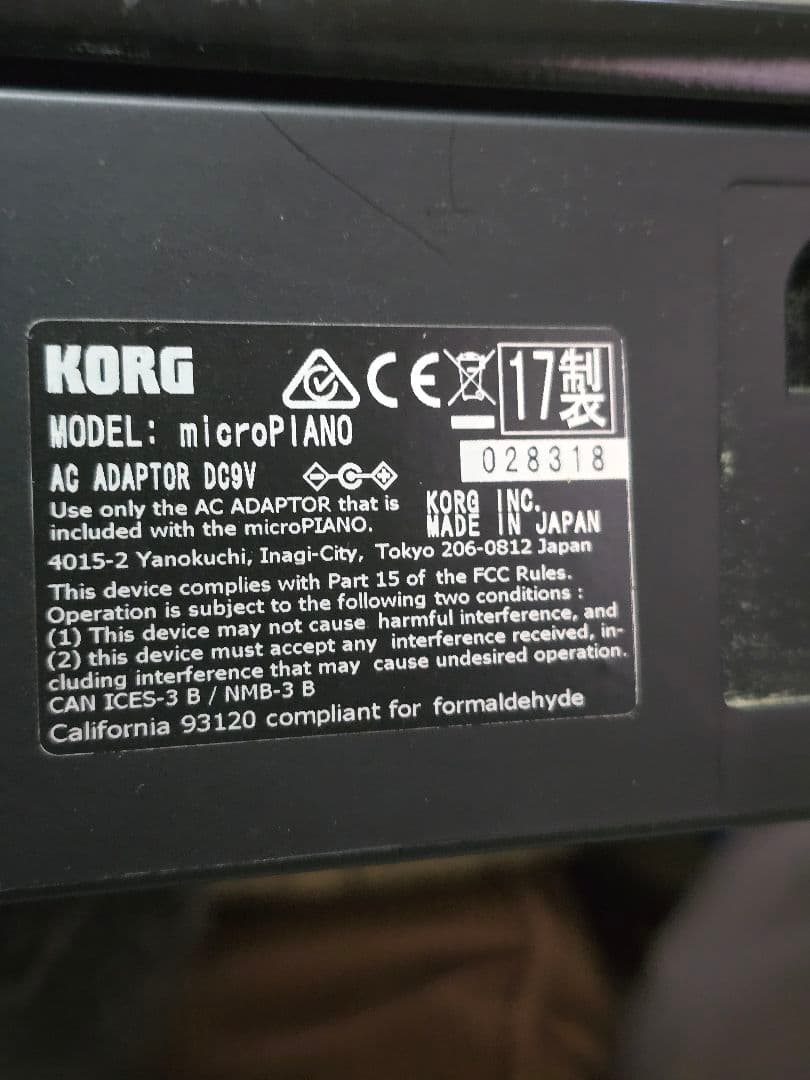 KORG
CE
17製
MODEL: microPIANO
028318
AC ADAPTOR DC9V
Use only the AC ADAPTOR that is
included with the microPIANO.
KORG INC.
MADE IN JAPAN
4015-2 Yanokuchi, Inagi-City, Tokyo 206-0812 Japan
This device complies with Part 15 of the FCC Rules.
Operation is subject to the following two conditions :
(1) This device may not cause harmful interference, and
(2) this device must accept any interference received, in-
cluding interference that may cause undesired operation.
CAN ICES-3 B / NMB-3 B
California 93120 compliant for formaldehyde